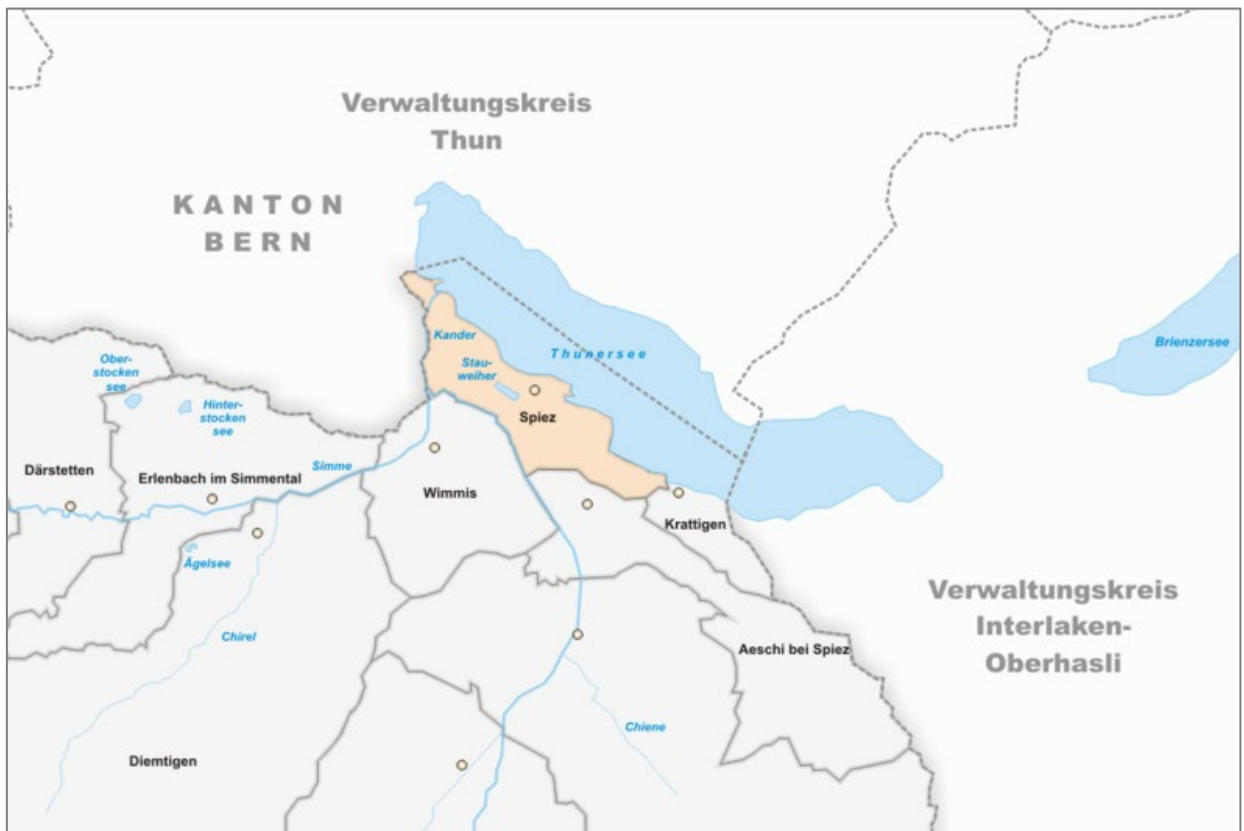 Verwaltungskreis
Thun
KANTON
BERN
Kander
Thunersee
Brienzersee
Ober-
stocken
see
Stau-
weiher
Hinter-
stocken
see
Spiez
Därstetten
Erlenbach im Simmental
Simme
Wimmis
Krattigen
Ägelsee
Verwaltungskreis
Interlaken-
Oberhasli
Chirel
Aeschi bei Spiez
Chiene
Diemtigen